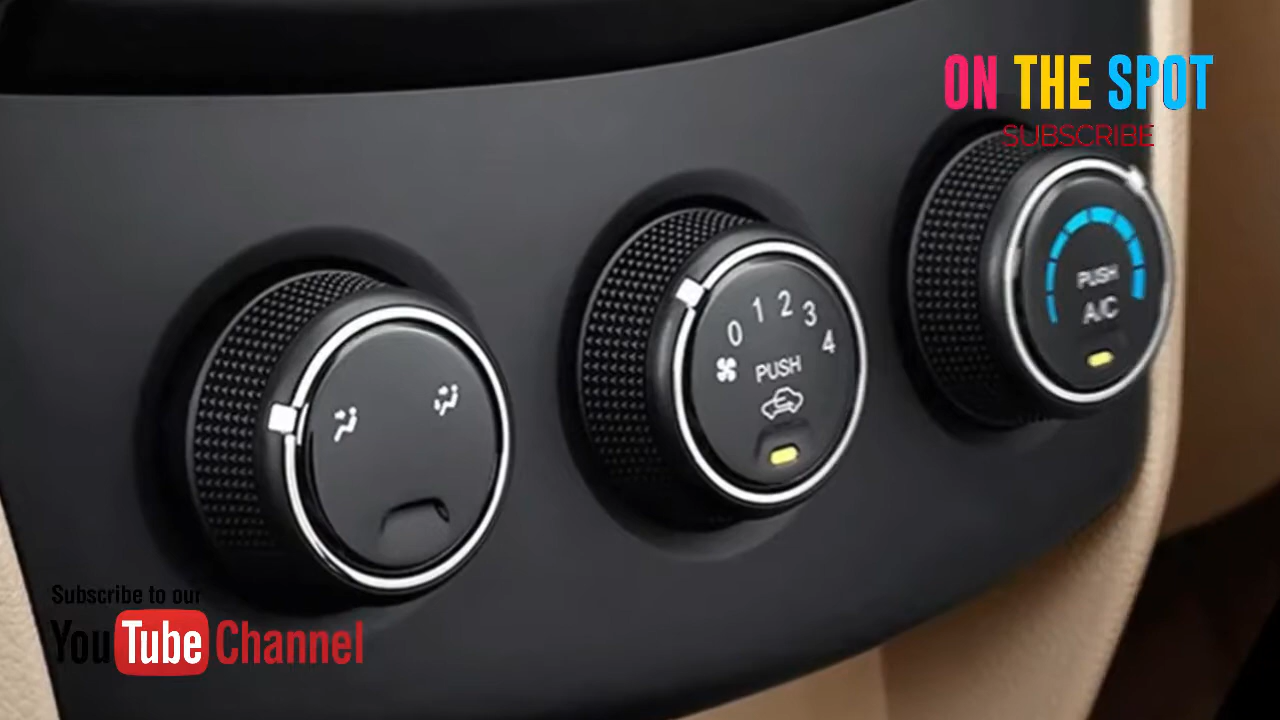 ON THE SPOT
SUBSCRIBE
PUSH
A/C
0 1 2 3 4
PUSH
Subscribe to our
YouTube Channel